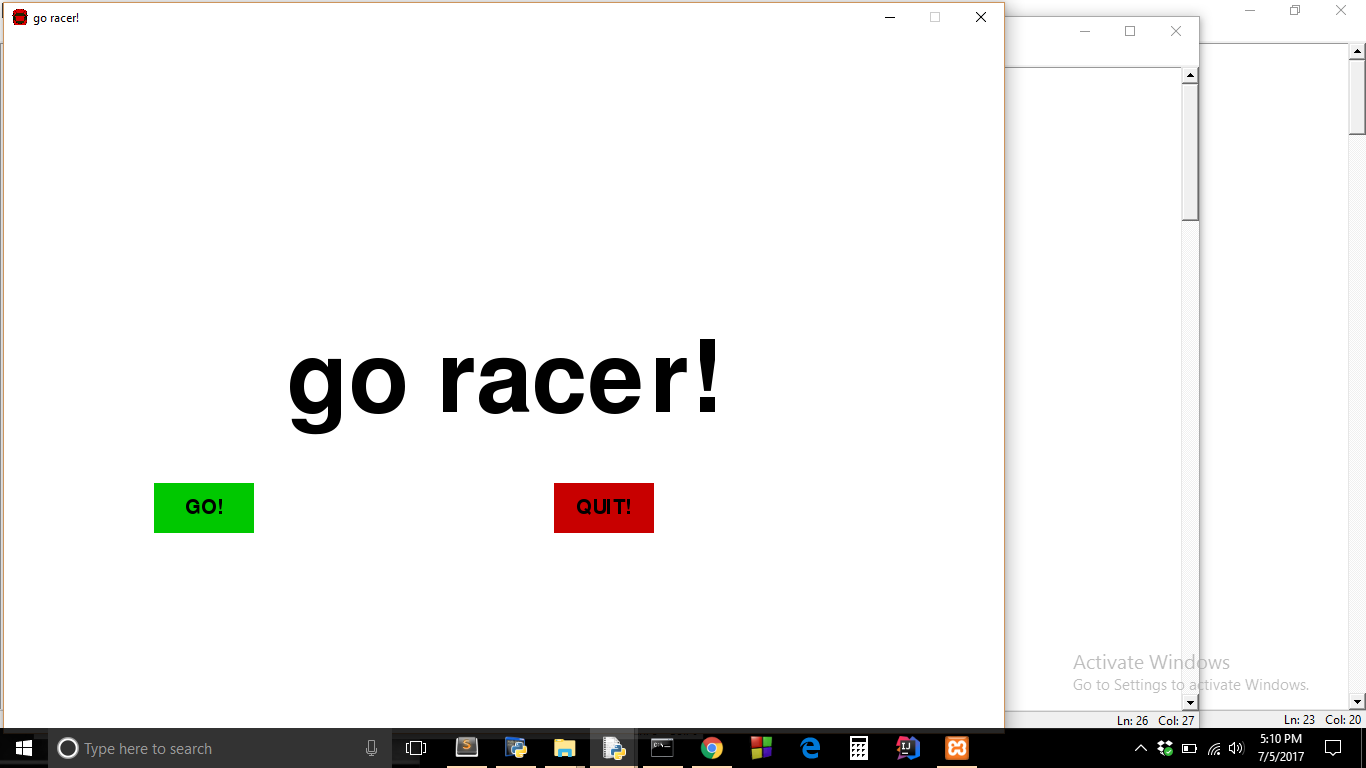 go racer!
go racer!
GO!
QUIT!
Activate Windows
Go to Settings to activate Windows.
Ln: 26 Col: 27
Ln: 23 Col: 20
Type here to search
5:10 PM
7/5/2017